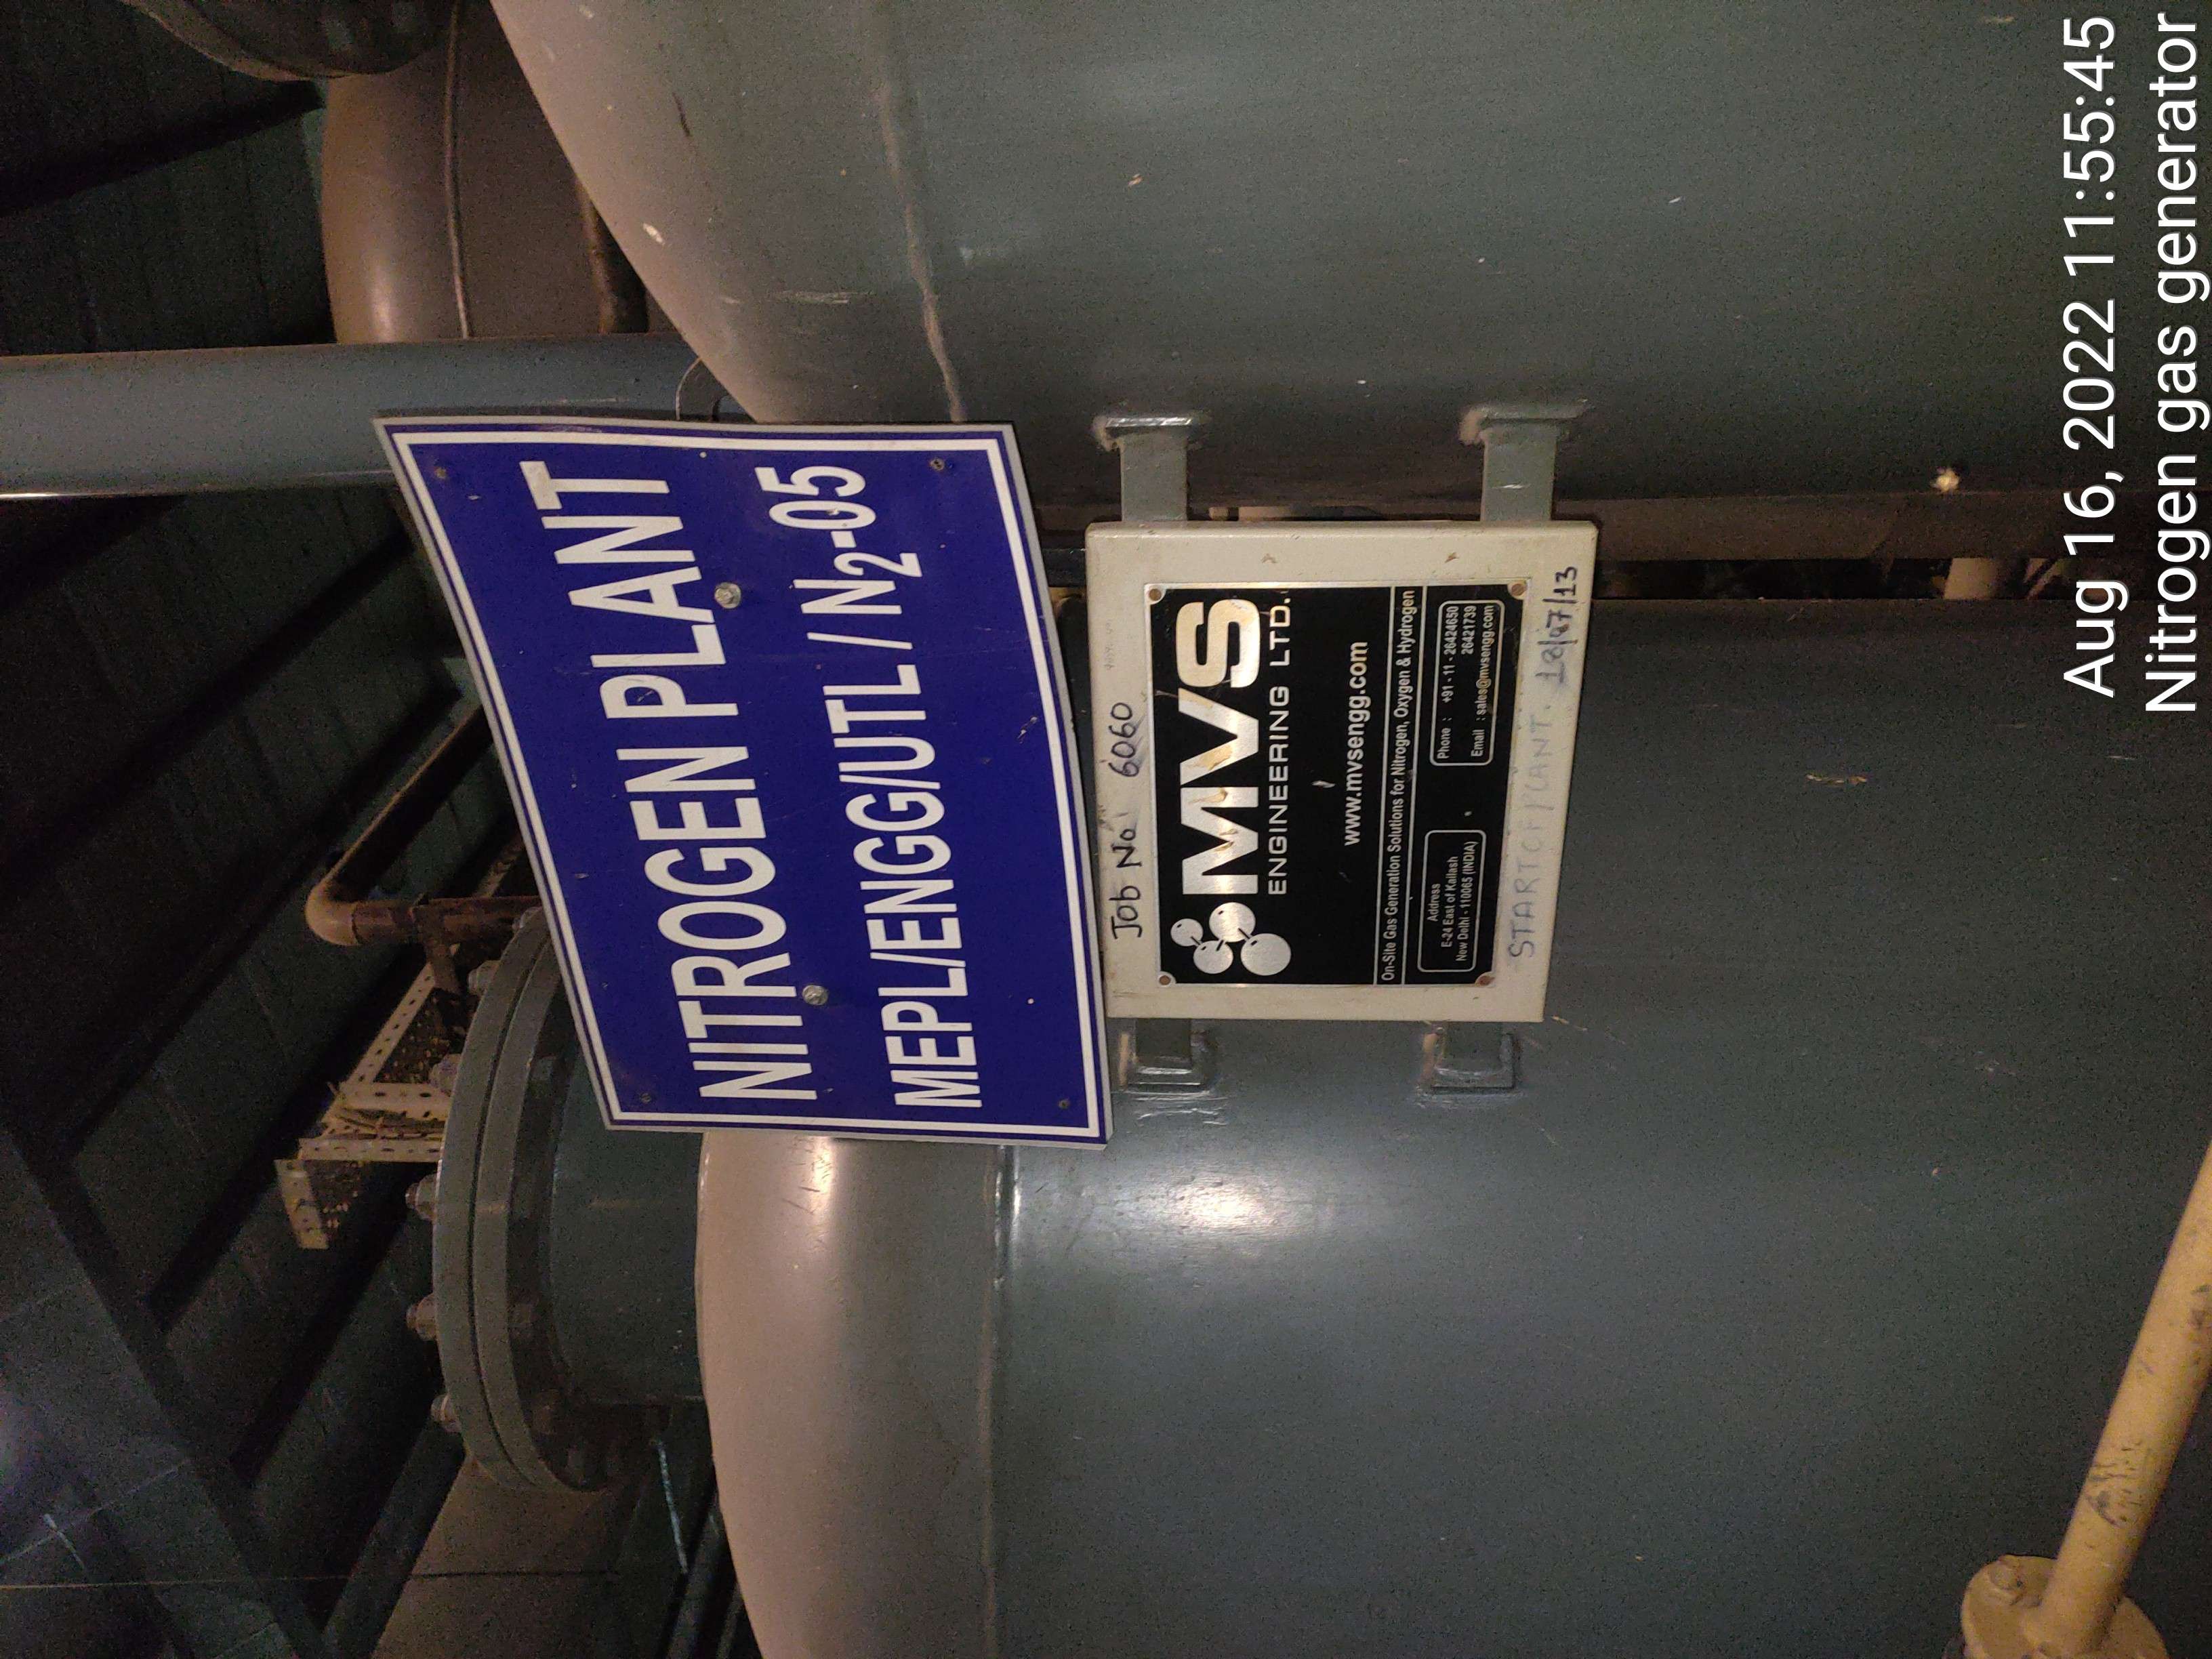 NITROGEN PLANT
MEPL/ENGG/UTL / N₂-05
Job No 6060
MVS
ENGINEERING LTD.
www.mvsengg.com
On-Site Gas Generation Solutions for Nitrogen, Oxygen & Hydrogen
Address
E-24 East of Kailash
New Delhi - 110065 (INDIA)
Phone : +91 - 11 - 26424650
26421739
Email : sales@mvsengg.com
START OF PLANT. 18/07/13
Aug 16, 2022 11:55:45
Nitrogen gas generator